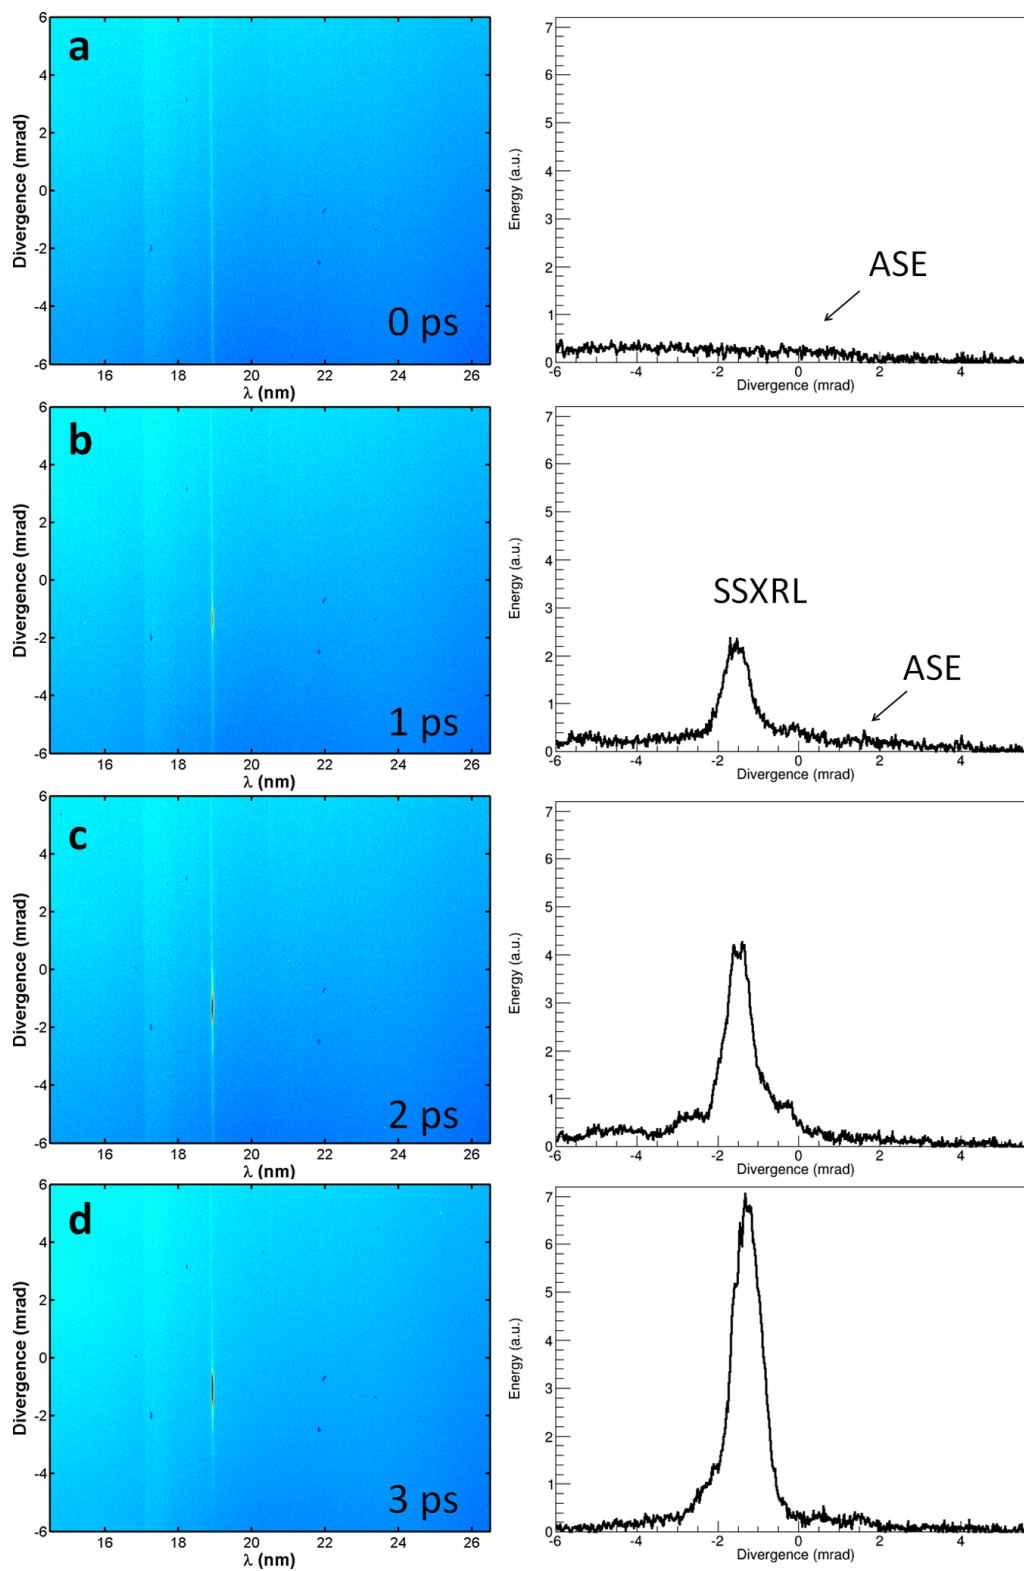 a
Divergence (mrad)
6
4
2
0
-2
-4
-6
0 ps
16 18 20 22 24 26
λ (nm)
Energy (a.u.)
7
6
5
4
3
2
1
0
ASE
-6 -4 -2 0 2 4
Divergence (mrad)
b
Divergence (mrad)
6
4
2
0
-2
-4
-6
1 ps
16 18 20 22 24 26
λ (nm)
Energy (a.u.)
7
6
5
4
3
2
1
0
SSXRL
ASE
-6 -4 -2 0 2 4
Divergence (mrad)
c
Divergence (mrad)
6
4
2
0
-2
-4
-6
2 ps
16 18 20 22 24 26
λ (nm)
Energy (a.u.)
7
6
5
4
3
2
1
0
-6 -4 -2 0 2 4
Divergence (mrad)
d
Divergence (mrad)
6
4
2
0
-2
-4
-6
3 ps
16 18 20 22 24 26
λ (nm)
Energy (a.u.)
7
6
5
4
3
2
1
0
-6 -4 -2 0 2 4
Divergence (mrad)